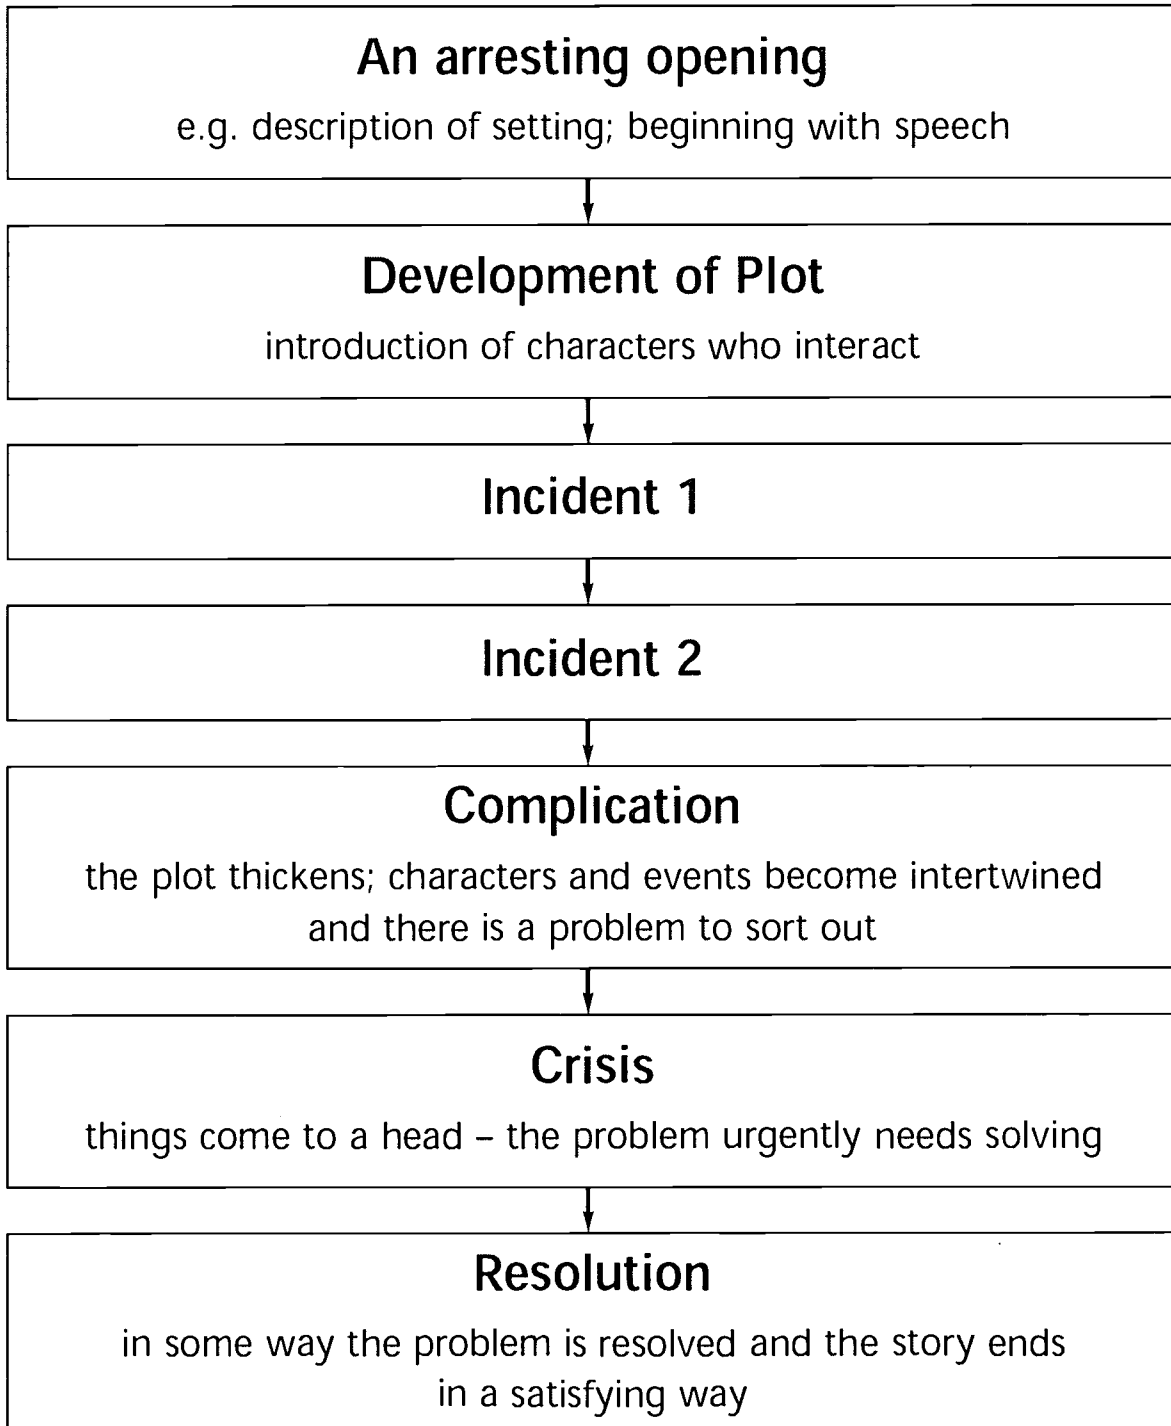 An arresting opening
e.g. description of setting; beginning with speech
Development of Plot
introduction of characters who interact
Incident 1
Incident 2
Complication
the plot thickens; characters and events become intertwined
and there is a problem to sort out
Crisis
things come to a head – the problem urgently needs solving
Resolution
in some way the problem is resolved and the story ends
in a satisfying way